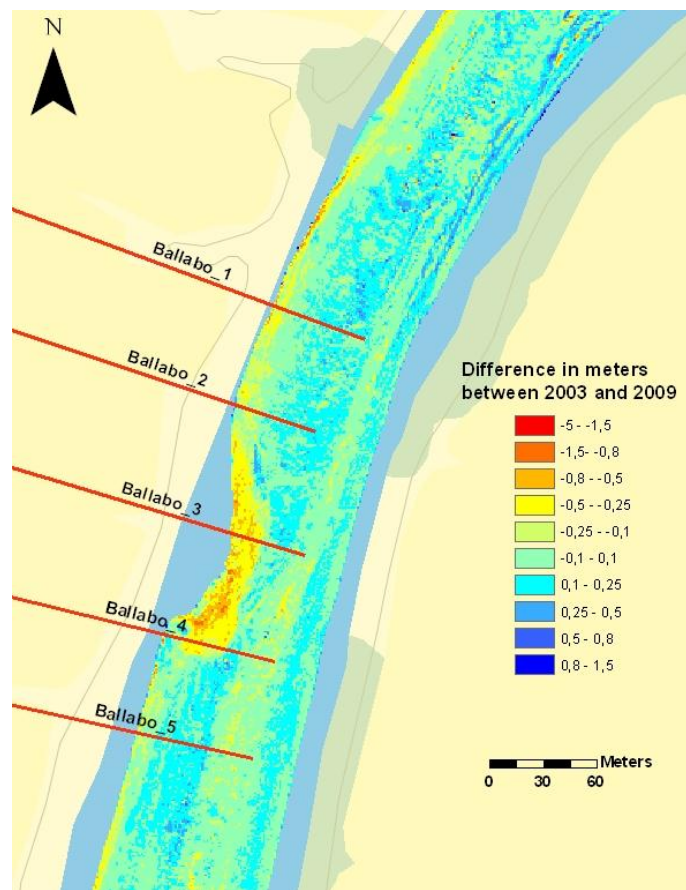 N
Ballabo_1
Ballabo_2
Ballabo_3
Ballabo_4
Ballabo_5
Difference in meters
between 2003 and 2009
-5 - -1,5
-1,5- -0,8
-0,8 --0,5
-0,5 --0,25
-0,25 --0,1
-0,1 - 0,1
0,1 - 0,25
0,25 - 0,5
0,5 - 0,8
0,8 - 1,5
Meters
0 30 60